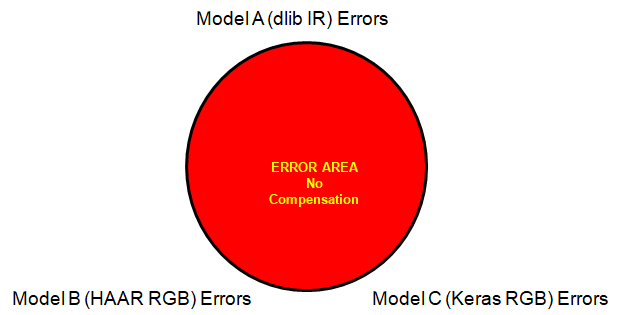 Model A (dlib IR) Errors
ERROR AREA
No
Compensation
Model B (HAAR RGB) Errors
Model C (Keras RGB) Errors